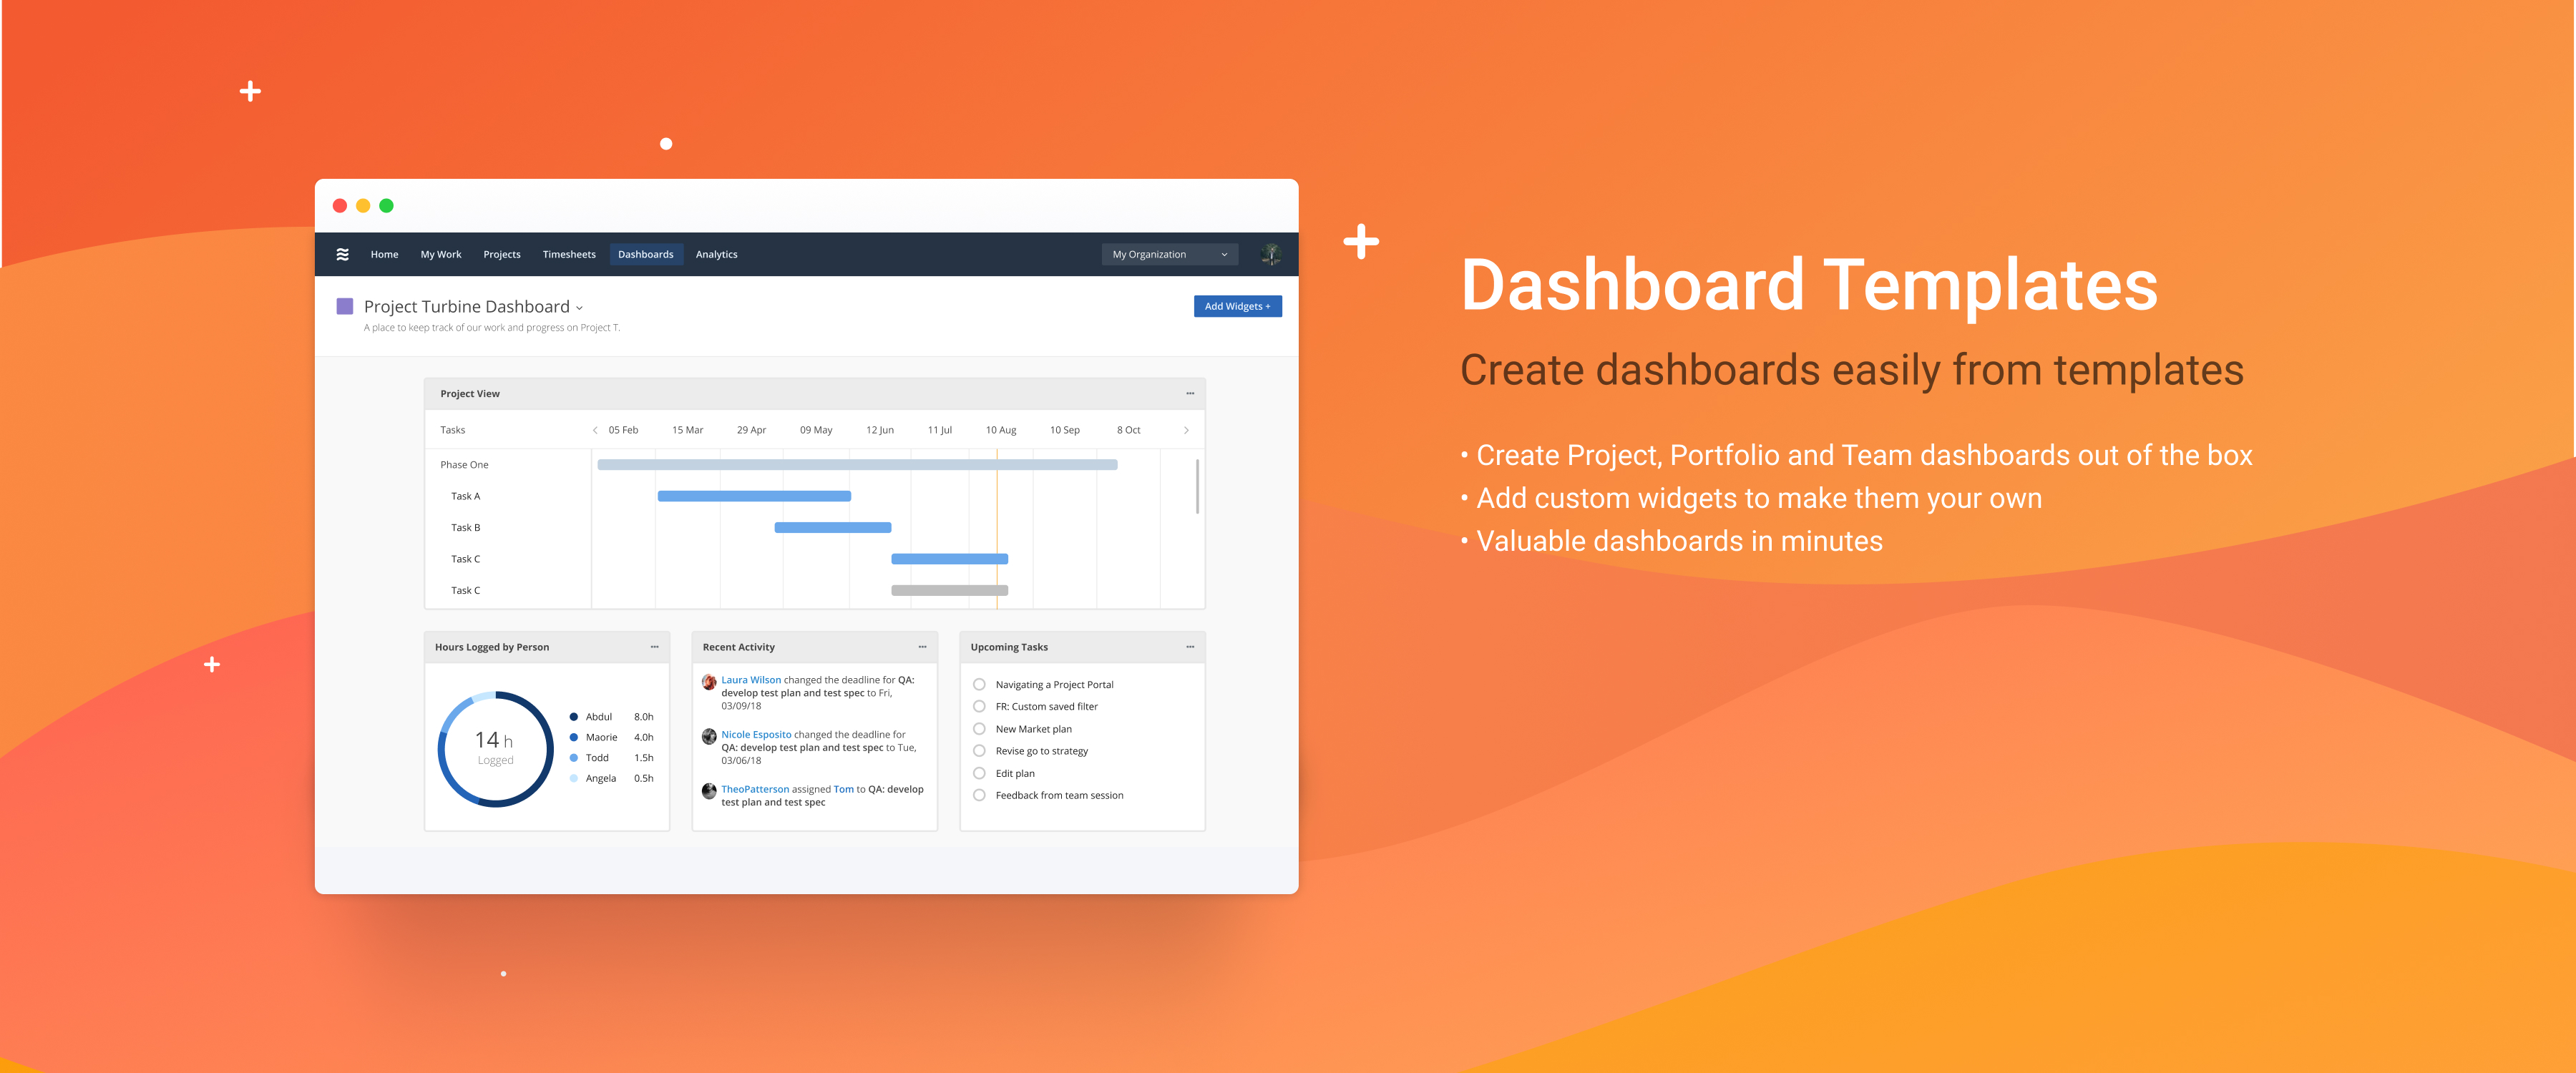 Home My Work Projects Timesheets Dashboards Analytics My Organization
Project Turbine Dashboard
Add Widgets +
A place to keep track of our work and progress on Project T.
Project View
Tasks 05 Feb 15 Mar 29 Apr 09 May 12 Jun 11 Jul 10 Aug 10 Sep 8 Oct
Phase One
Task A
Task B
Task C
Task C
Hours Logged by Person
14 h
Logged
Abdul 8.0h
Maorie 4.0h
Todd 1.5h
Angela 0.5h
Recent Activity
Laura Wilson changed the deadline for QA:
develop test plan and test spec to Fri,
03/09/18
Nicole Esposito changed the deadline for
QA: develop test plan and test spec to Tue,
03/06/18
TheoPatterson assigned Tom to QA: develop
test plan and test spec
Upcoming Tasks
Navigating a Project Portal
FR: Custom saved filter
New Market plan
Revise go to strategy
Edit plan
Feedback from team session
Dashboard Templates
Create dashboards easily from templates
• Create Project, Portfolio and Team dashboards out of the box
• Add custom widgets to make them your own
• Valuable dashboards in minutes